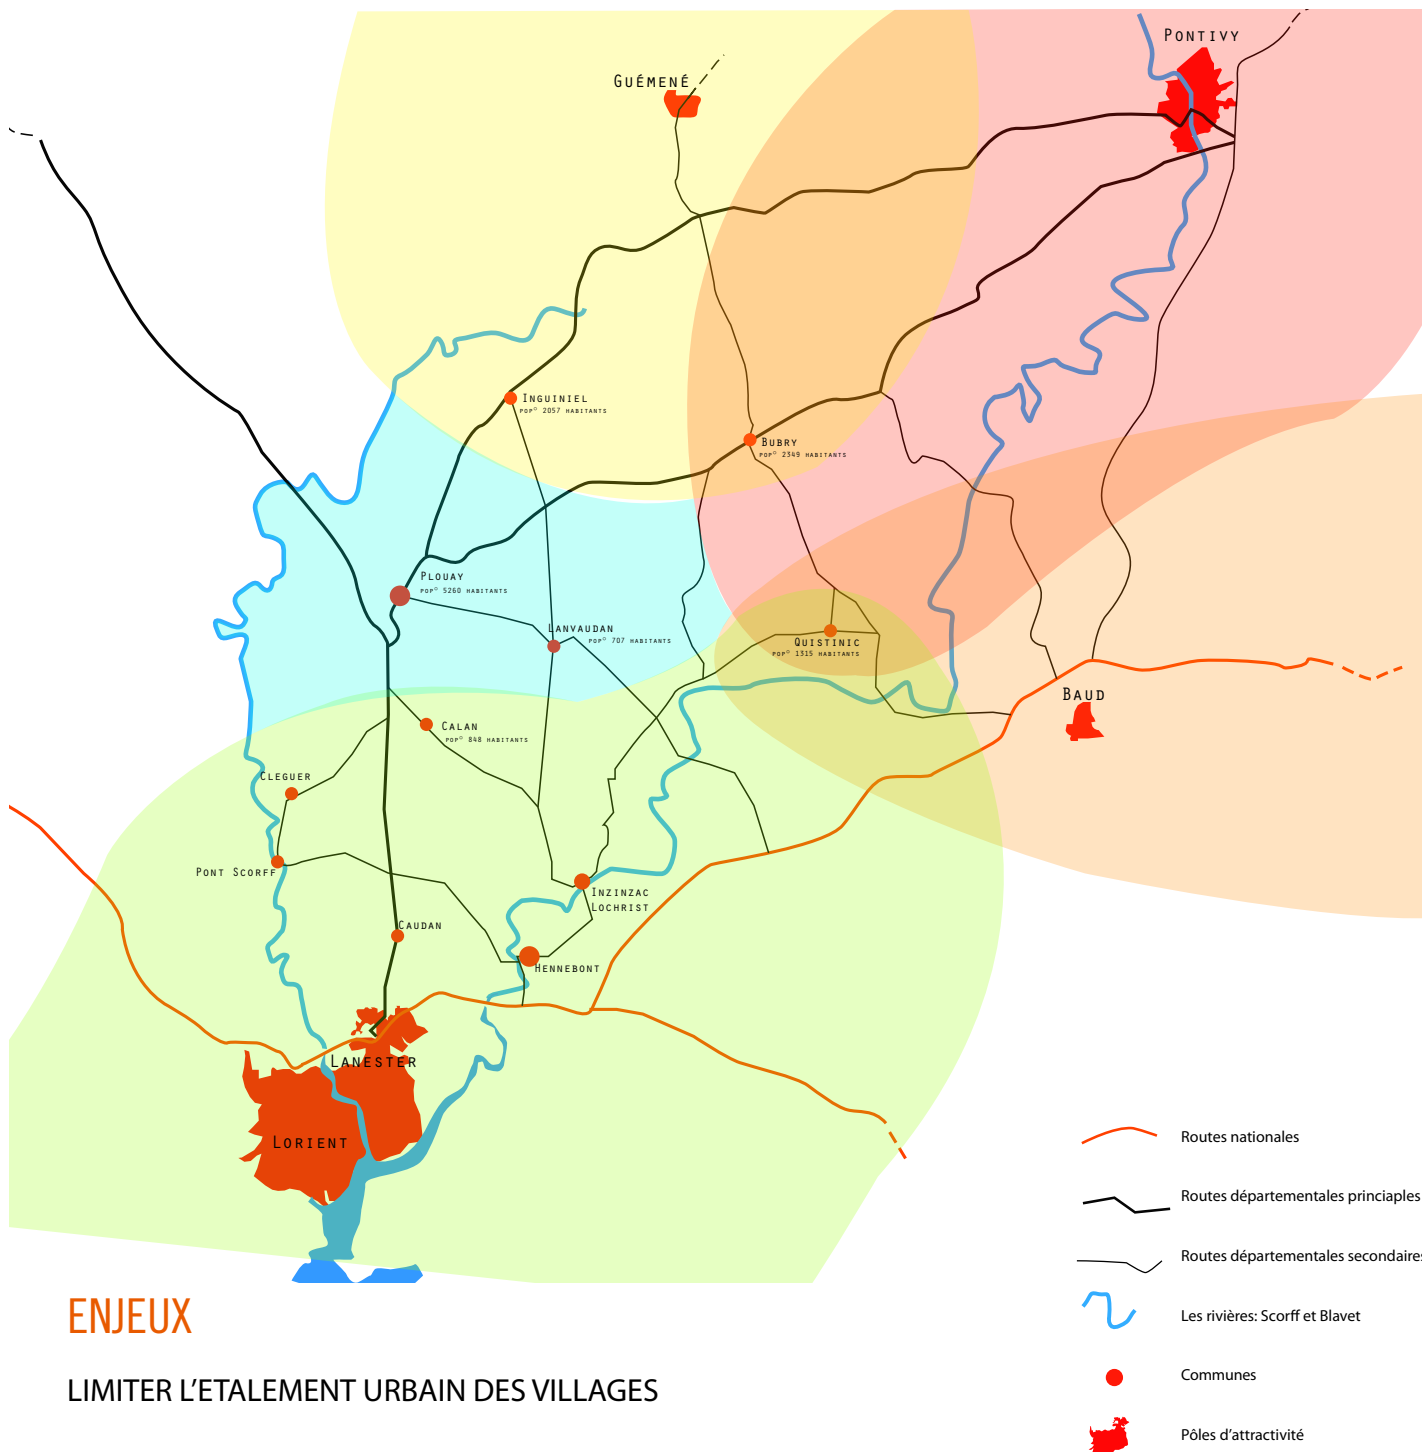 PONTIVY
GUÉMENÉ
INGUINIEL
POP° 2057 HABITANTS
BUBRY
POP° 2349 HABITANTS
PLOUAY
POP° 5260 HABITANTS
LANVAUDAN
POP° 707 HABITANTS
QUISTINIC
POP° 1315 HABITANTS
BAUD
CALAN
POP° 848 HABITANTS
CLEGUER
PONT SCORFF
INZINZAC
LOCHRIST
CAUDAN
HENNEBONT
LANESTER
LORIENT
Routes nationales
Routes départementales princiaples
Routes départementales secondaires
Les rivières: Scorff et Blavet
Communes
Pôles d'attractivité
ENJEUX
LIMITER L'ETALEMENT URBAIN DES VILLAGES